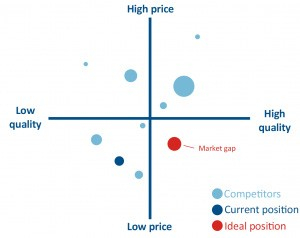 High price
Low
quality
High
quality
Market gap
Low price
Competitors
Current position
Ideal position